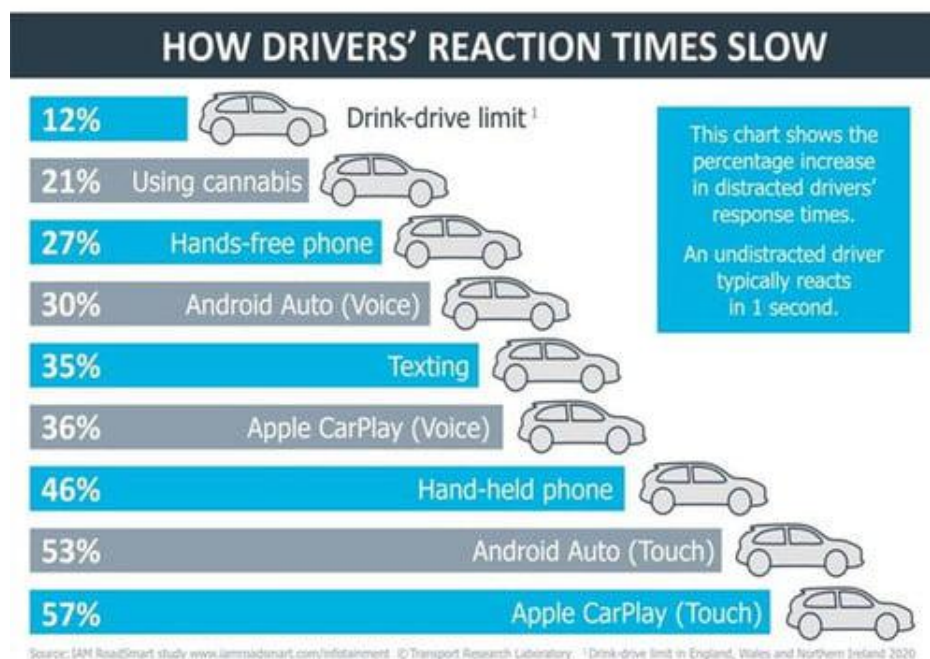 HOW DRIVERS' REACTION TIMES SLOW
12% Drink-drive limit ¹
21% Using cannabis
27% Hands-free phone
30% Android Auto (Voice)
35% Texting
36% Apple CarPlay (Voice)
46% Hand-held phone
53% Android Auto (Touch)
57% Apple CarPlay (Touch)
This chart shows the
percentage increase
in distracted drivers'
response times.
An undistracted driver
typically reacts
in 1 second.
Source: IAM RoadSmart study www.iamroadsmart.com/infotainment © Transport Research Laboratory ¹ Drink-drive limit in England, Wales and Northern Ireland 2020